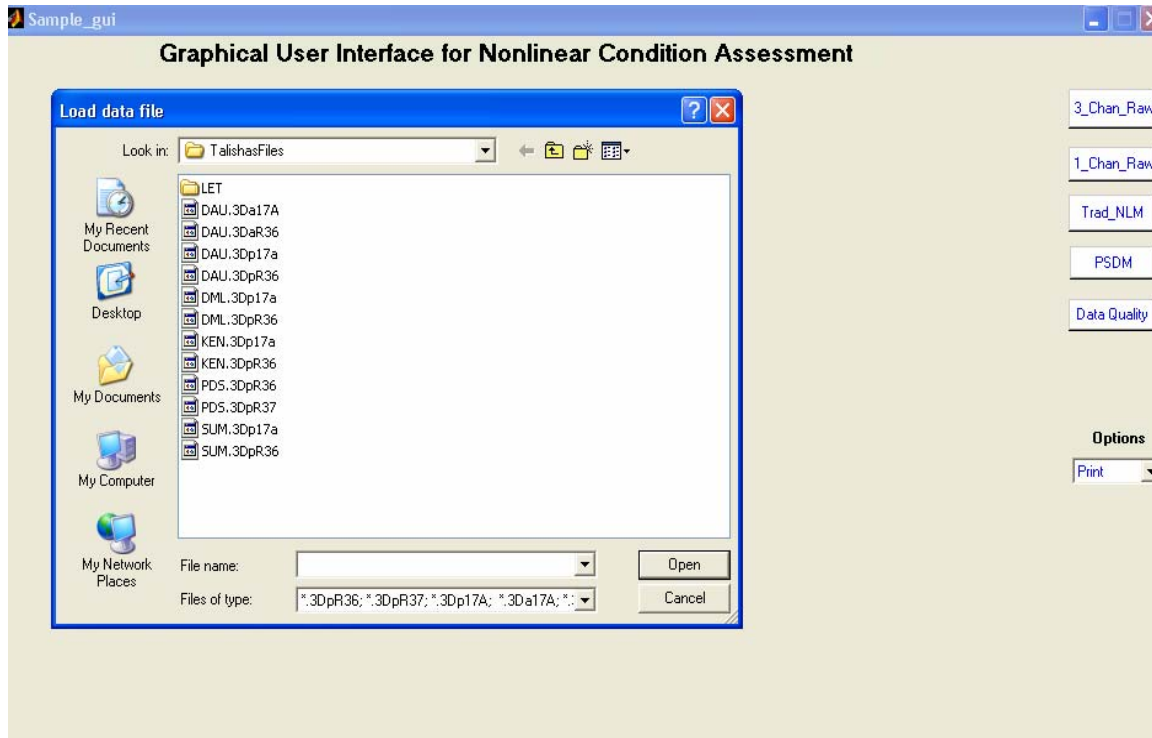 Sample_gui
Graphical User Interface for Nonlinear Condition Assessment
Load data file
Look in: TalishasFiles
My Recent
Documents
Desktop
My Documents
My Computer
My Network
Places
LET
DAU.3Da17A
DAU.3DaR36
DAU.3Dp17a
DAU.3DpR36
DML.3Dp17a
DML.3DpR36
KEN.3Dp17a
KEN.3DpR36
PDS.3DpR36
PDS.3DpR37
SUM.3Dp17a
SUM.3DpR36
File name:
Open
Files of type: *.3DpR36; *.3DpR37; *.3Dp17A; *.3Da17A; *.
Cancel
3_Chan_Raw
1_Chan_Raw
Trad_NLM
PSDM
Data Quality
Options
Print